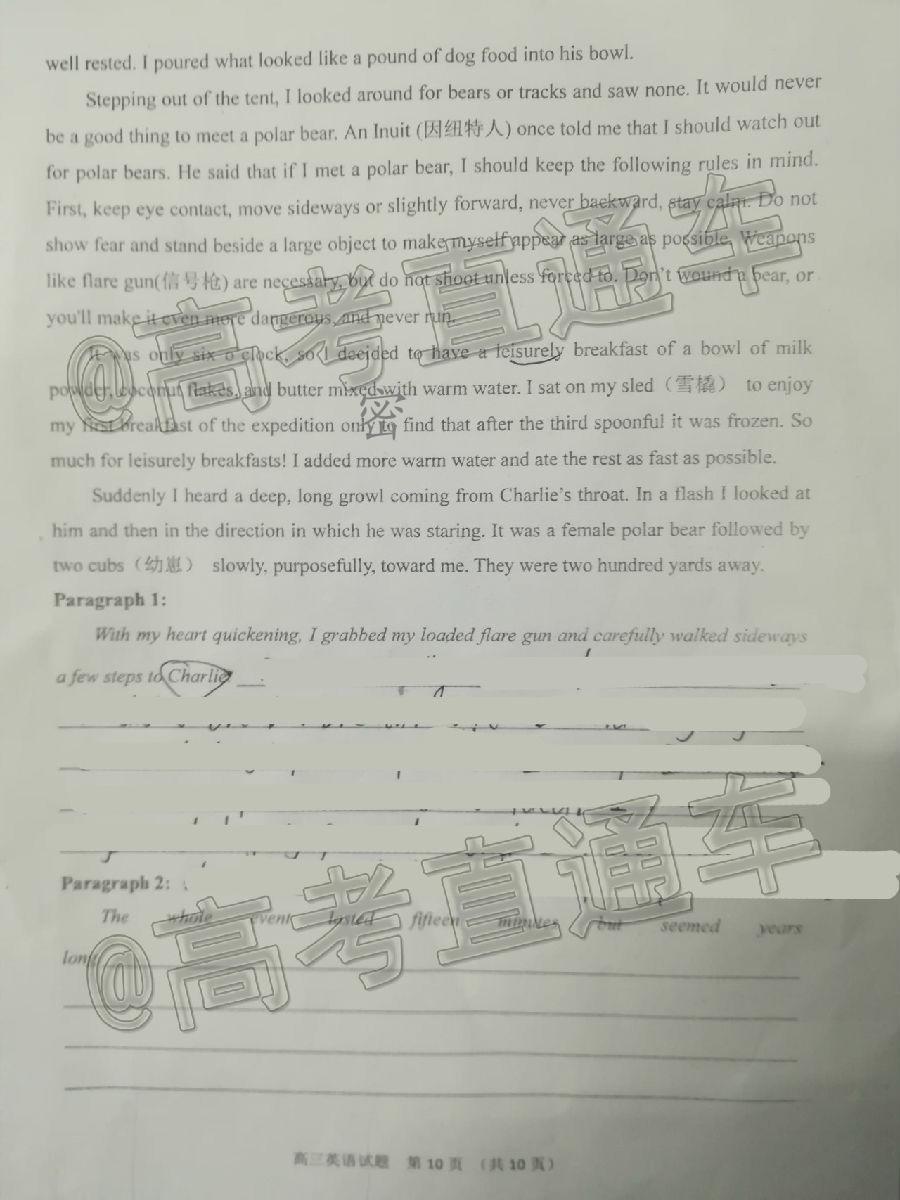 well rested. I poured what looked like a pound of dog food into his bowl.
Stepping out of the tent, I looked around for bears or tracks and saw none. It would never
be a good thing to meet a polar bear. An Inuit (因纽特人) once told me that I should watch out
for polar bears. He said that if I met a polar bear, I should keep the following rules in mind.
First, keep eye contact, move sideways or slightly forward, never backward, stay calm. Do not
show fear and stand beside a large object to make myself appear as large as possible. Weapons
like flare gun(信号枪) are necessary, but do not shoot unless forced to. Don't wound a bear, or
you'll make it even more dangerous, and never run.
It was only six o'clock, so I decided to have a leisurely breakfast of a bowl of milk
powder, coconut flakes, and butter mixed with warm water. I sat on my sled（雪橇） to enjoy
my first breakfast of the expedition only to find that after the third spoonful it was frozen. So
much for leisurely breakfasts! I added more warm water and ate the rest as fast as possible.
Suddenly I heard a deep, long growl coming from Charlie's throat. In a flash I looked at
him and then in the direction in which he was staring. It was a female polar bear followed by
two cubs（幼崽） slowly, purposefully, toward me. They were two hundred yards away.
Paragraph 1:
With my heart quickening, I grabbed my loaded flare gun and carefully walked sideways
a few steps to Charlie
Paragraph 2:
The whole event lasted fifteen minutes but seemed years
long
高三英语试题 第 10 页 （共 10 页）
@高考直通车
密
@高考直通车